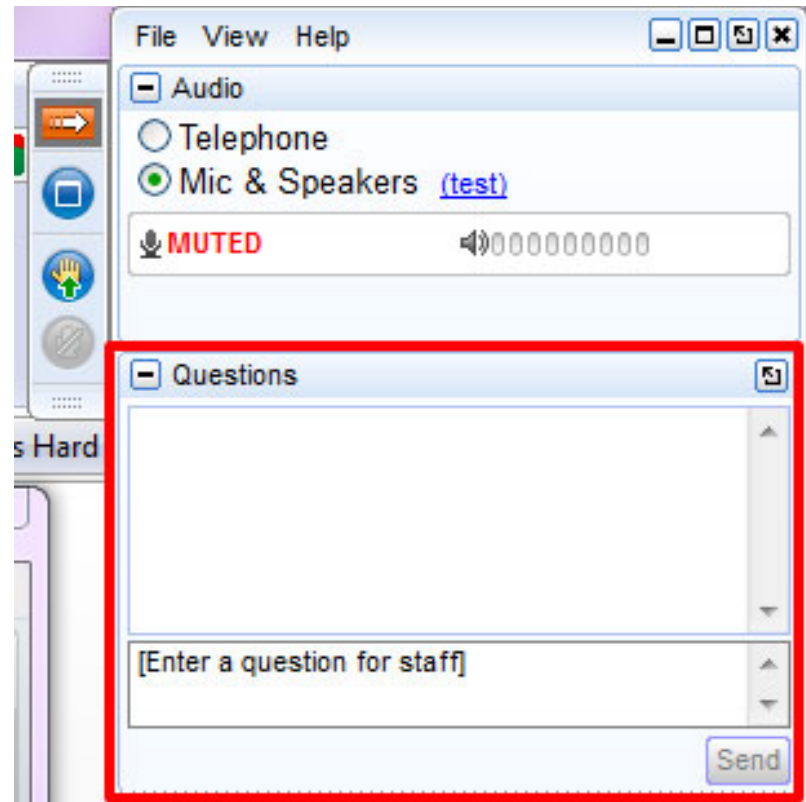 File View Help
Audio
Telephone
Mic & Speakers (test)
MUTED
Questions
s Hard
[Enter a question for staff]
Send